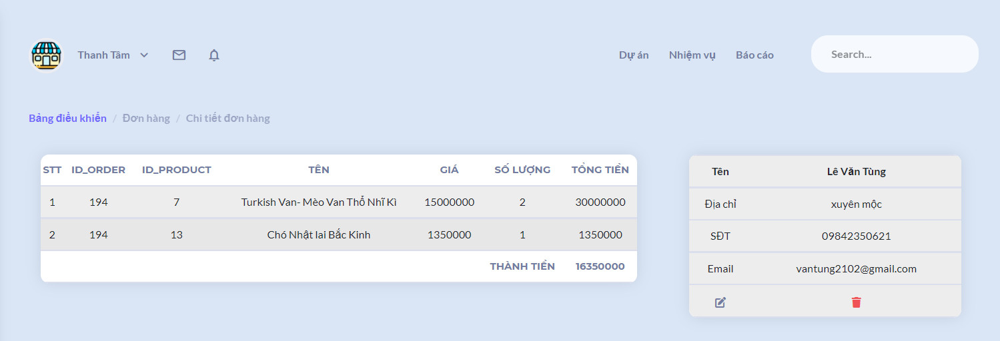 Thanh Tâm
Dự án Nhiệm vụ Báo cáo Search...
Bảng điều khiển / Đơn hàng / Chi tiết đơn hàng
STT ID_ORDER ID_PRODUCT TÊN GIÁ SỐ LƯỢNG TỔNG TIỀN
1 194 7 Turkish Van- Mèo Van Thổ Nhĩ Kì 15000000 2 30000000
2 194 13 Chó Nhật lai Bắc Kinh 1350000 1 1350000
THÀNH TIỀN 16350000
Tên Lê Văn Tùng
Địa chỉ xuyên mộc
SĐT 09842350621
Email vantung2102@gmail.com